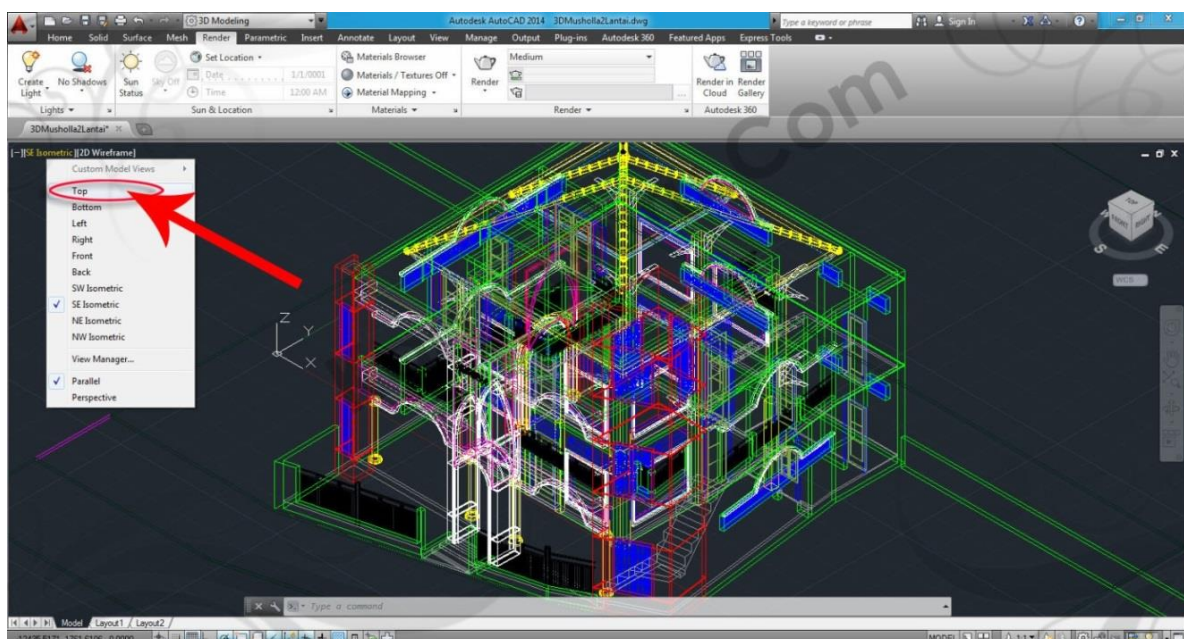 3D Modeling
Autodesk AutoCAD 2014 3DMusholla2Lantai.dwg
Type a keyword or phrase
Sign In
Home Solid Surface Mesh Render Parametric Insert Annotate Layout View Manage Output Plug-ins Autodesk 360 Featured Apps Express Tools
Create Light
No Shadows
Sun Status
Sky Off
Set Location
Date 1/1/0001
Time 12:00 AM
Materials Browser
Materials / Textures Off
Material Mapping
Render
Medium
Render in Cloud
Render Gallery
Lights Sun & Location Materials Render Autodesk 360
3DMusholla2Lantai*
[−][SE Isometric][2D Wireframe]
Custom Model Views
Top
Bottom
Left
Right
Front
Back
SW Isometric
SE Isometric
NE Isometric
NW Isometric
View Manager...
Parallel
Perspective
Z
Y
X
TOP
RIGHT
S
E
WCS
Com
Type a command
Model Layout1 Layout2
MODEL 1:1